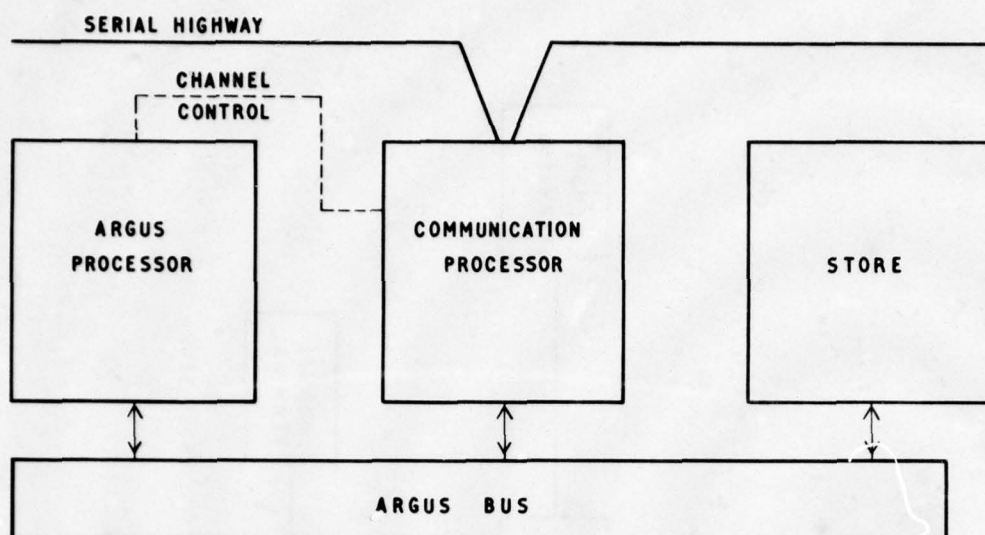 SERIAL HIGHWAY
CHANNEL
CONTROL
ARGUS
PROCESSOR
COMMUNICATION
PROCESSOR
STORE
ARGUS BUS